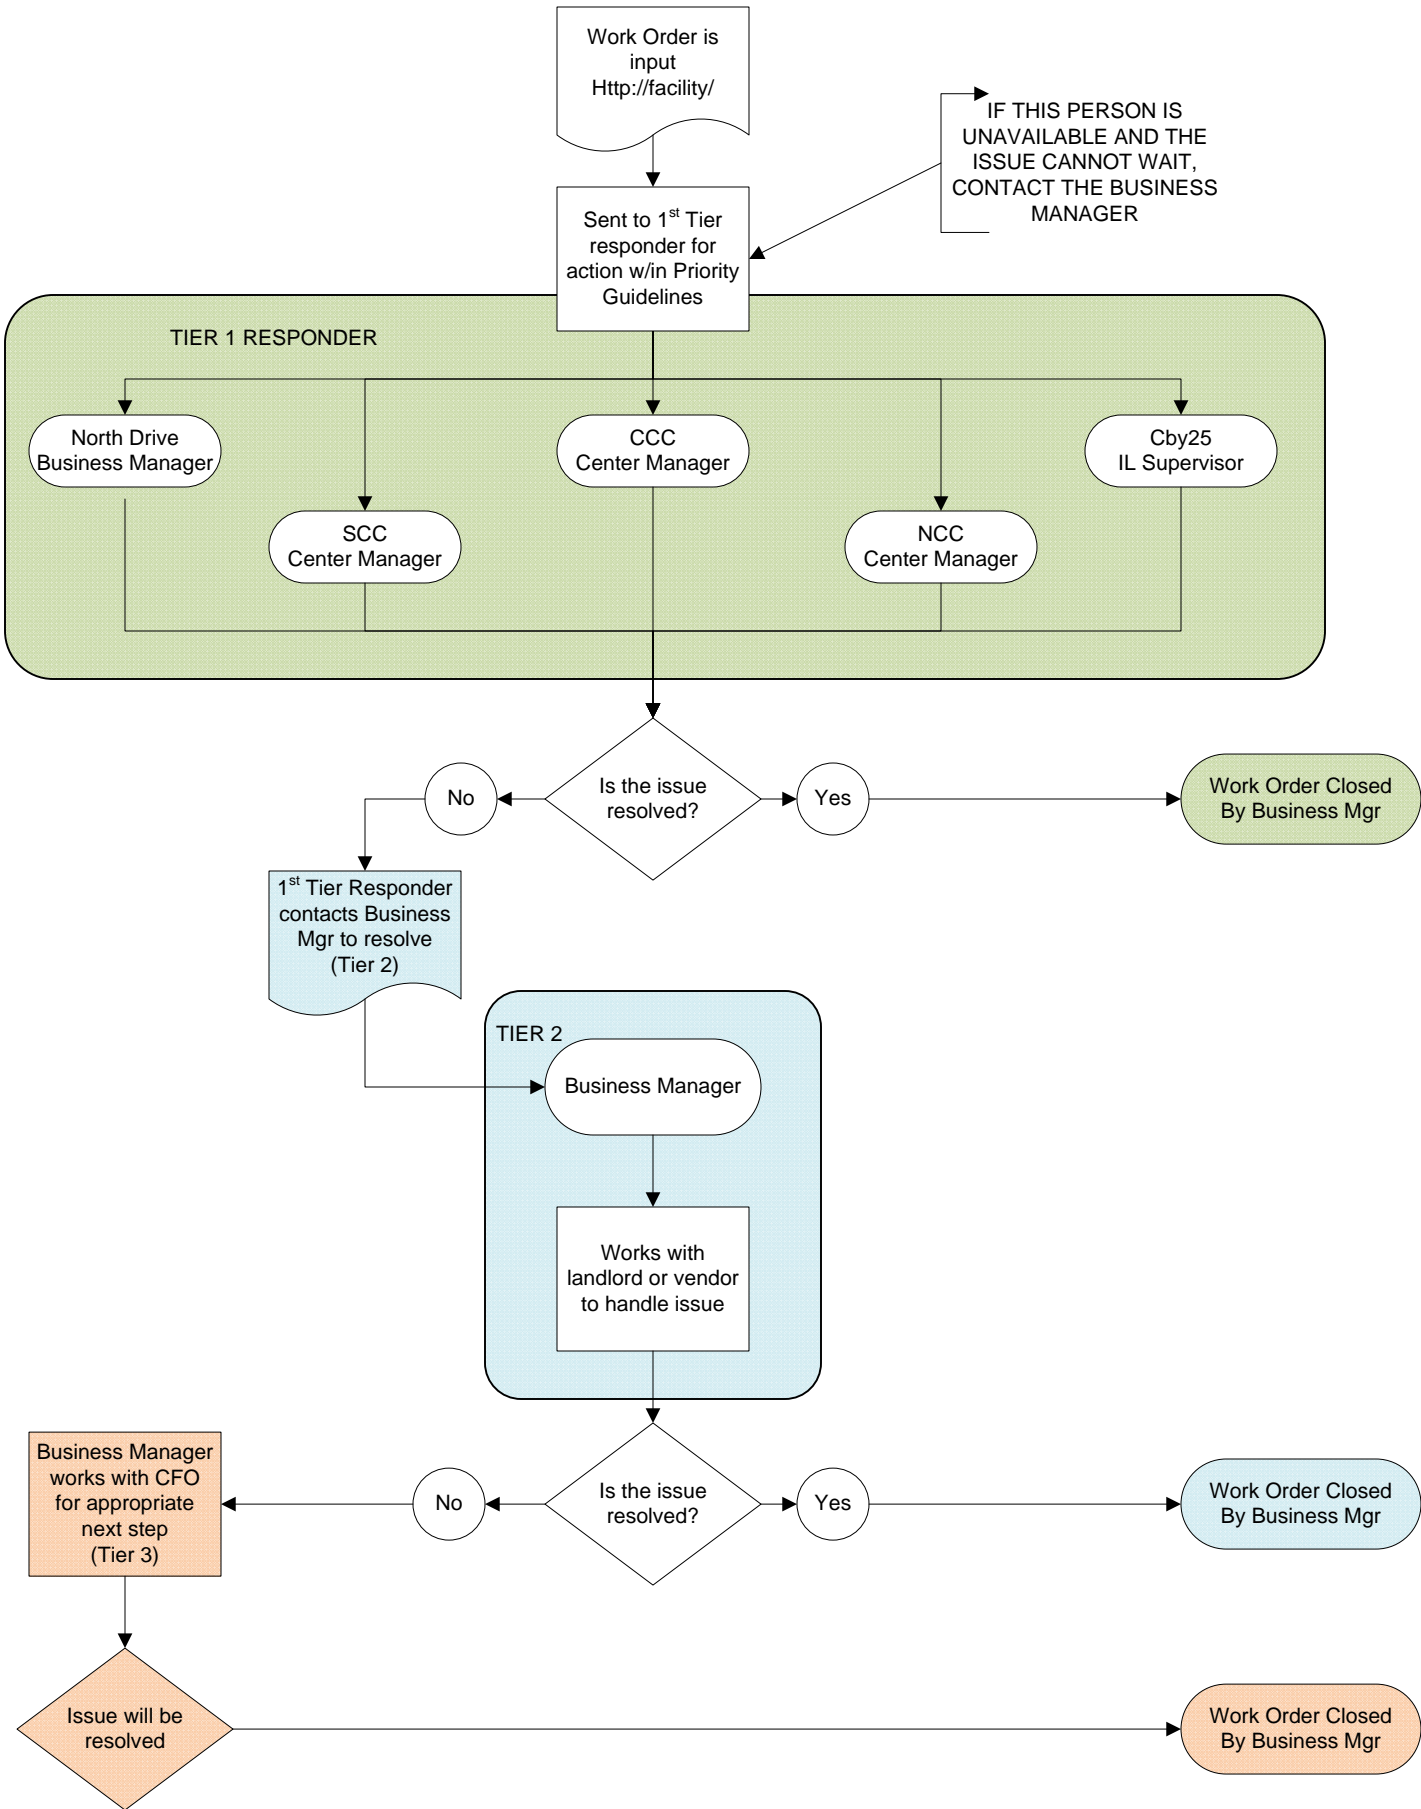 Work Order is
input
Http://facility/
IF THIS PERSON IS
UNAVAILABLE AND THE
ISSUE CANNOT WAIT,
CONTACT THE BUSINESS
MANAGER
Sent to 1st Tier
responder for
action w/in Priority
Guidelines
TIER 1 RESPONDER
North Drive
Business Manager
CCC
Center Manager
Cby25
IL Supervisor
SCC
Center Manager
NCC
Center Manager
Is the issue
resolved?
No
Yes
Work Order Closed
By Business Mgr
1st Tier Responder
contacts Business
Mgr to resolve
(Tier 2)
TIER 2
Business Manager
Works with
landlord or vendor
to handle issue
Is the issue
resolved?
No
Yes
Work Order Closed
By Business Mgr
Business Manager
works with CFO
for appropriate
next step
(Tier 3)
Issue will be
resolved
Work Order Closed
By Business Mgr